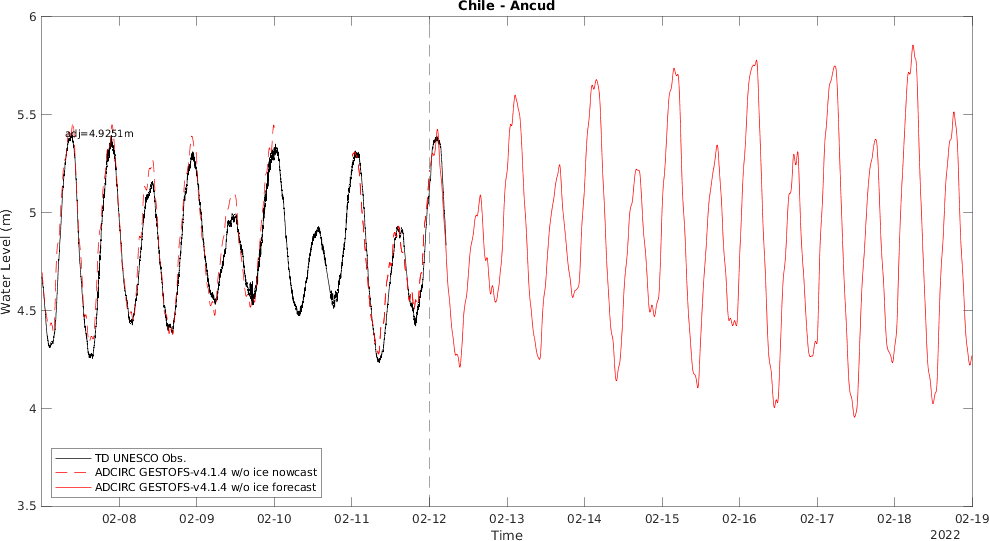 Chile - Ancud
6
5.5
5
4.5
4
3.5
Water Level (m)
adj=4.9251m
TD UNESCO Obs.
ADCIRC GESTOFS-v4.1.4 w/o ice nowcast
ADCIRC GESTOFS-v4.1.4 w/o ice forecast
02-08 02-09 02-10 02-11 02-12 02-13 02-14 02-15 02-16 02-17 02-18 02-19
Time
2022